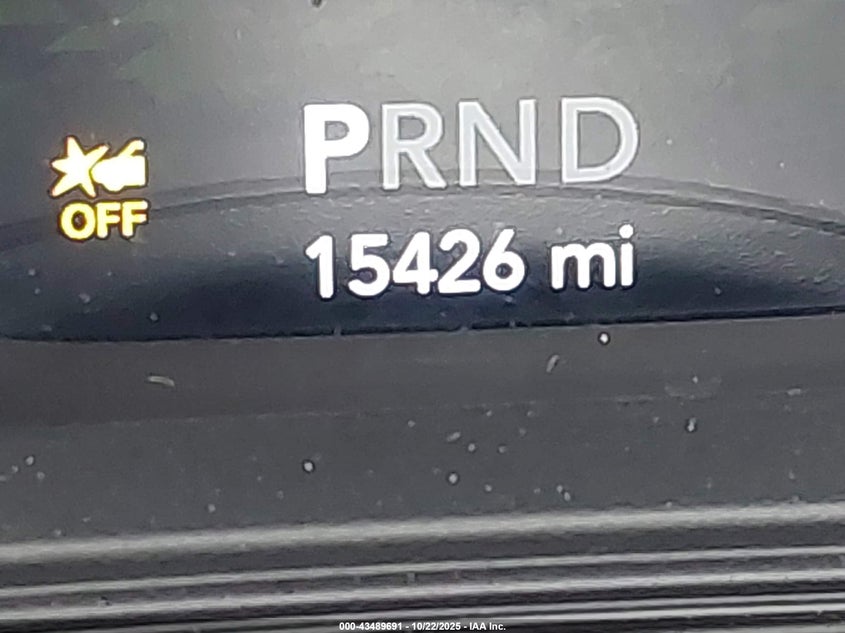 PRND
OFF
15426 mi
000-43489691 - 10/22/2025 - IAA Inc.